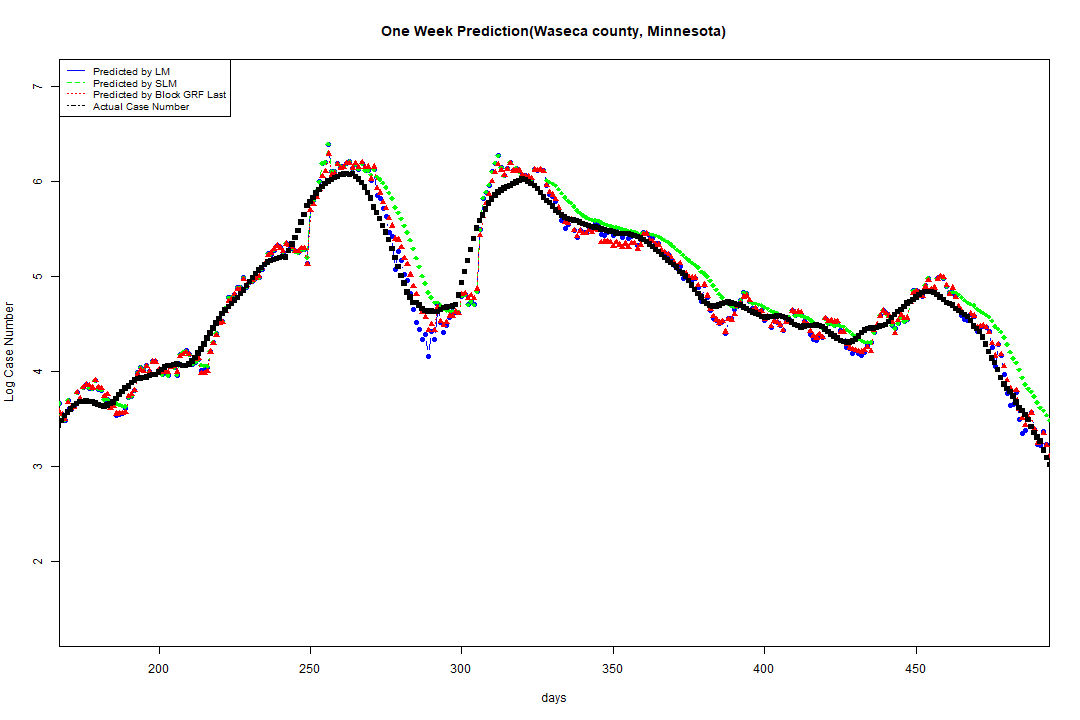 One Week Prediction(Waseca county, Minnesota)
Predicted by LM
Predicted by SLM
Predicted by Block GRF Last
Actual Case Number
7
6
5
4
3
2
Log Case Number
200 250 300 350 400 450
days